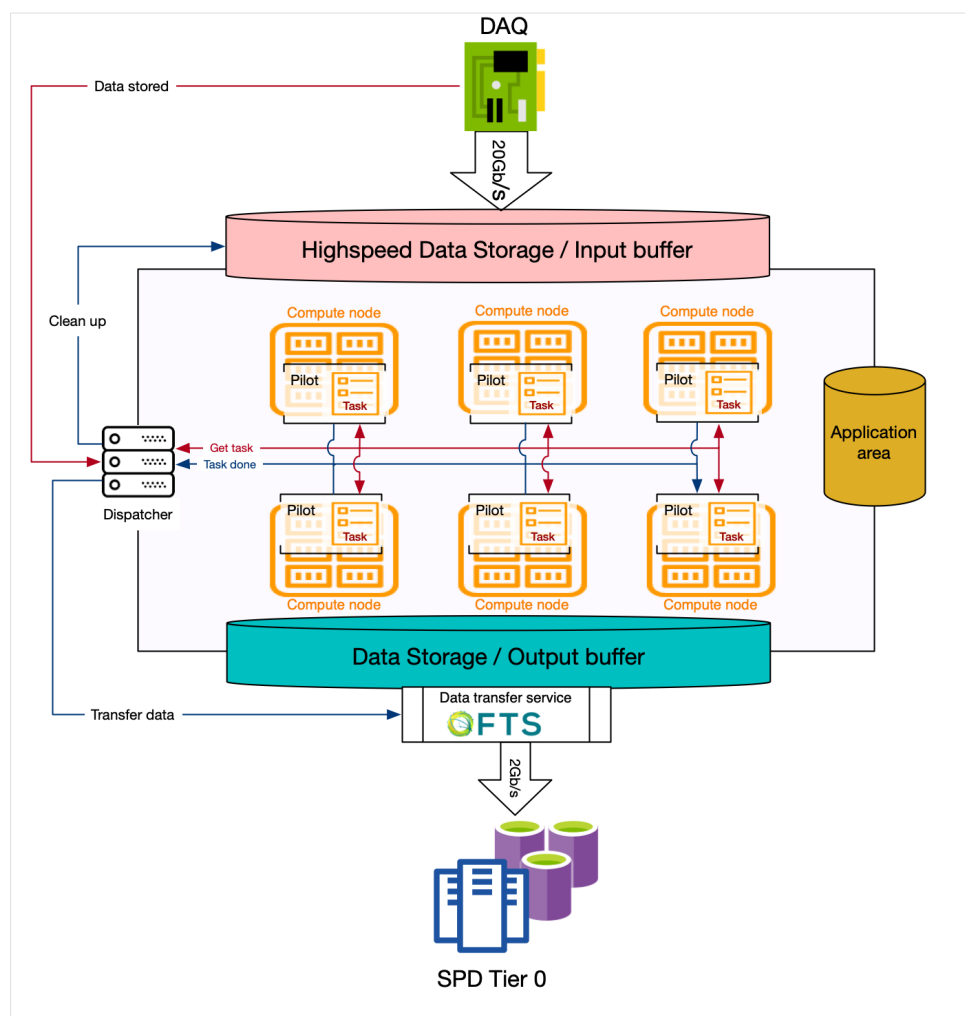 DAQ
Data stored
20Gb/s
Highspeed Data Storage / Input buffer
Clean up
Compute node
Compute node
Compute node
Pilot
Task
Pilot
Task
Pilot
Task
Application
area
Get task
Task done
Dispatcher
Pilot
Task
Pilot
Task
Pilot
Task
Compute node
Compute node
Compute node
Data Storage / Output buffer
Data transfer service
FTS
Transfer data
2Gb/s
SPD Tier 0